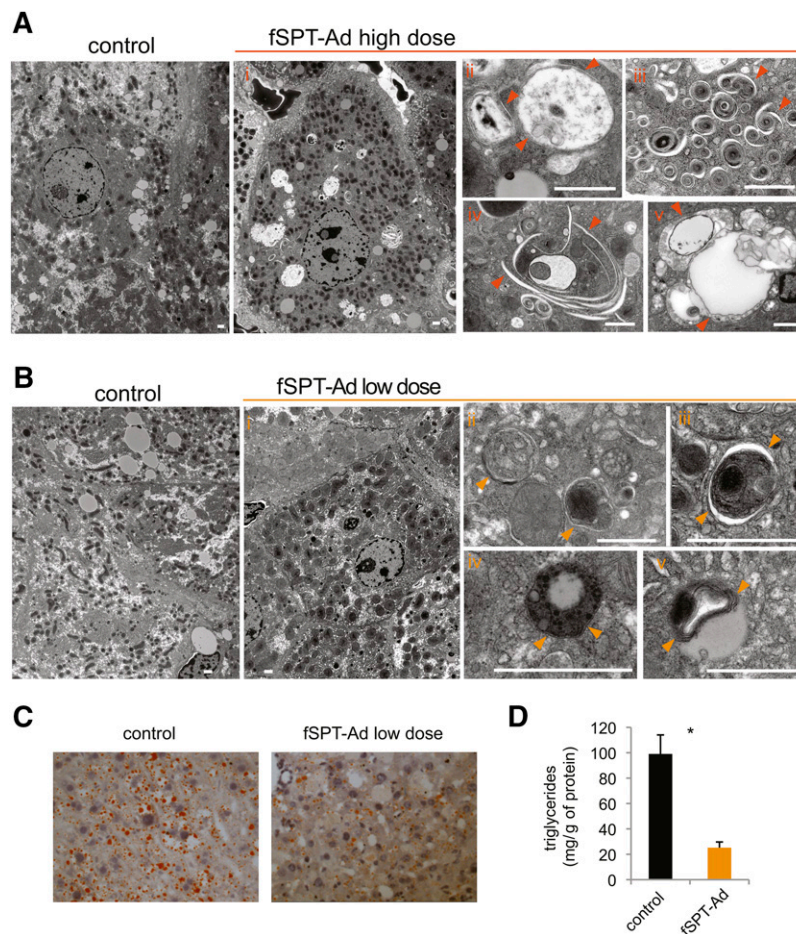 A
control
fSPT-Ad high dose
i
ii
iii
iv
v
B
control
fSPT-Ad low dose
i
ii
iii
iv
v
C
control
fSPT-Ad low dose
D
triglycerides
(mg/g of protein)
120
100
80
60
40
20
0
*
control
fSPT-Ad